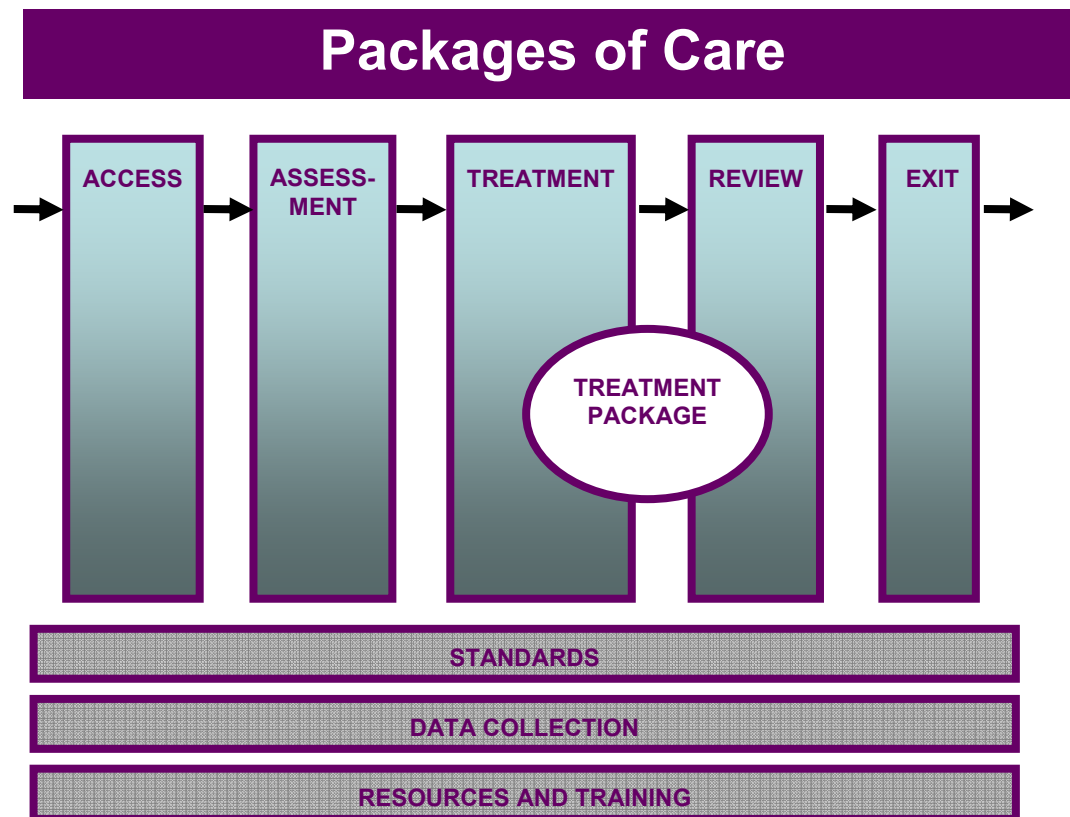 Packages of Care
ACCESS
ASSESS-
MENT
TREATMENT
REVIEW
EXIT
TREATMENT
PACKAGE
STANDARDS
DATA COLLECTION
RESOURCES AND TRAINING